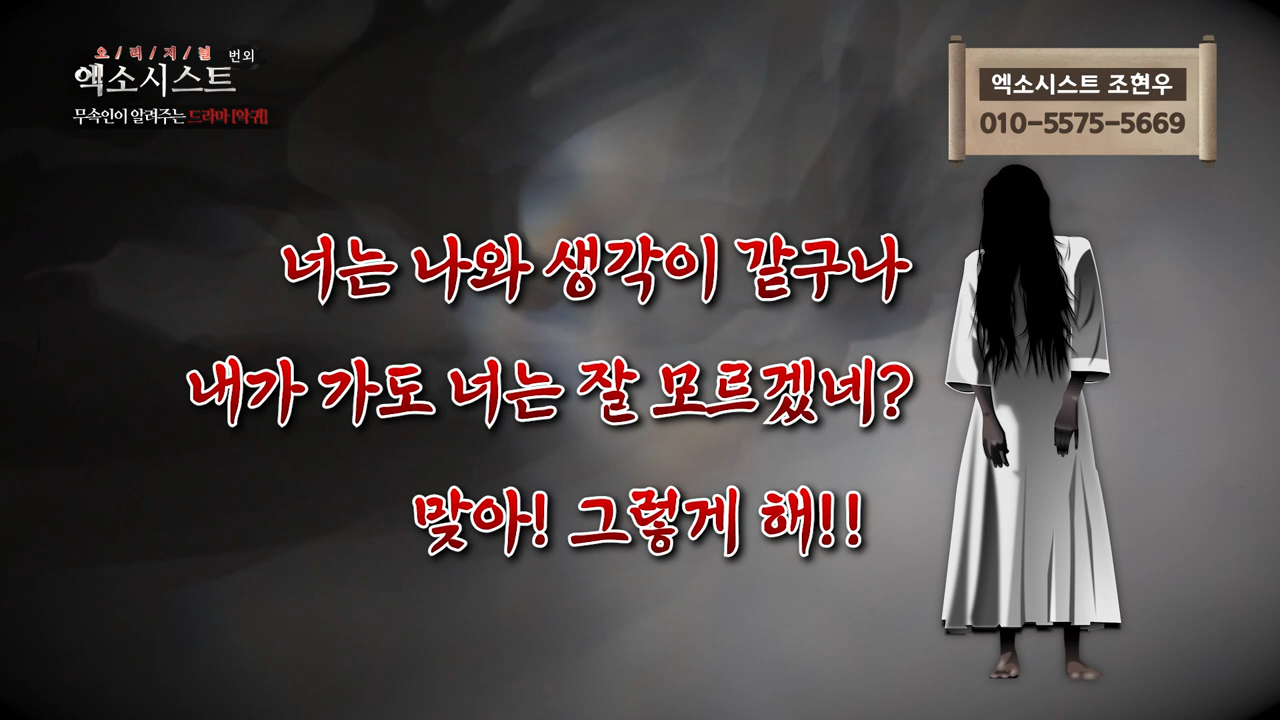 오/리/지/널 번외
엑소시스트
무속인이 알려주는 드라마 [악귀]
엑소시스트 조현우
010-5575-5669
너는 나와 생각이 같구나
내가 가도 너는 잘 모르겠네?
맞아! 그렇게 해!!